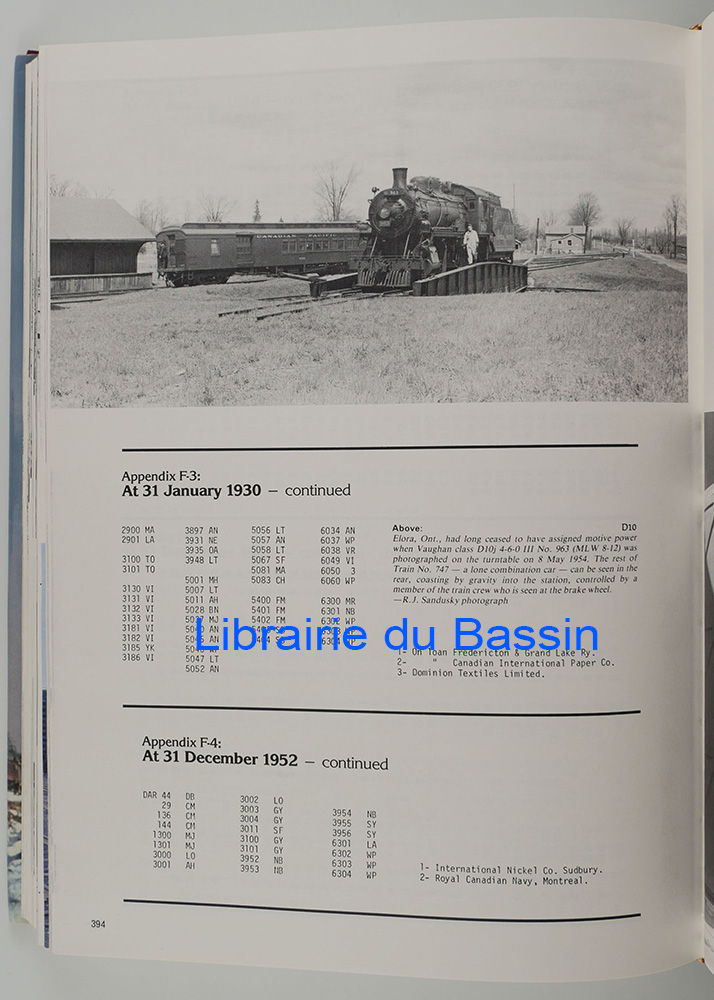 CANADIAN PACIFIC
Appendix F-3:
At 31 January 1930 – continued
2900 MA
2901 LA
3100 TO
3101 TO
3130 VI
3131 VI
3132 VI
3133 VI
3181 VI
3182 VI
3185 YK
3186 VI
3897 AN
3931 NE
3935 OA
3948 LT
5001 MH
5007 LT
5011 AH
5028 BN
MJ
AN
5047 LT
5052 AN
5056 LT
5057 AN
5058 LT
5067 SF
5081 MA
5083 CH
5400 FM
5401 FM
5402 FM
6034 AN
6037 WP
6038 VR
6049 VI
6050 3
6060 WP
6300 MR
6301 NB
6302 WP
Above: D10
Elora, Ont., had long ceased to have assigned motive power
when Vaughan class D10j 4-6-0 III No. 963 (MLW 8-12) was
photographed on the turntable on 8 May 1954. The rest of
Train No. 747 — a lone combination car — can be seen in the
rear, coasting by gravity into the station, controlled by a
member of the train crew who is seen at the brake wheel.
—R.J. Sandusky photograph
Librairie du Bassin
1- On loan Fredericton & Grand Lake Ry.
2- " Canadian International Paper Co.
3- Dominion Textiles Limited.
Appendix F-4:
At 31 December 1952 – continued
DAR 44 DB
29 CM
136 CM
144 CM
1300 MJ
1301 MJ
3000 LO
3001 AH
3002 LO
3003 GY
3004 GY
3011 SF
3100 GY
3101 GY
3952 NB
3953 NB
3954 NB
3955 SY
3956 SY
6301 LA
6302 WP
6303 WP
6304 WP
1- International Nickel Co. Sudbury.
2- Royal Canadian Navy, Montreal.
394